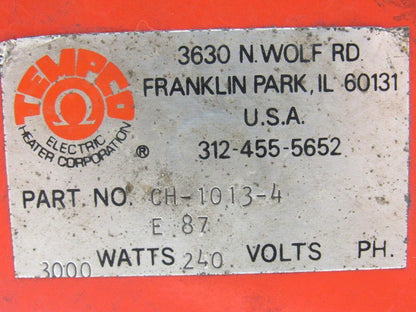 TEMPCO
Ω
ELECTRIC
HEATER CORPORATION
®
3630 N. WOLF RD.
FRANKLIN PARK, IL 60131
U.S.A.
312-455-5652
PART NO. CH-1013-4
E 87
3000 WATTS 240 VOLTS PH.